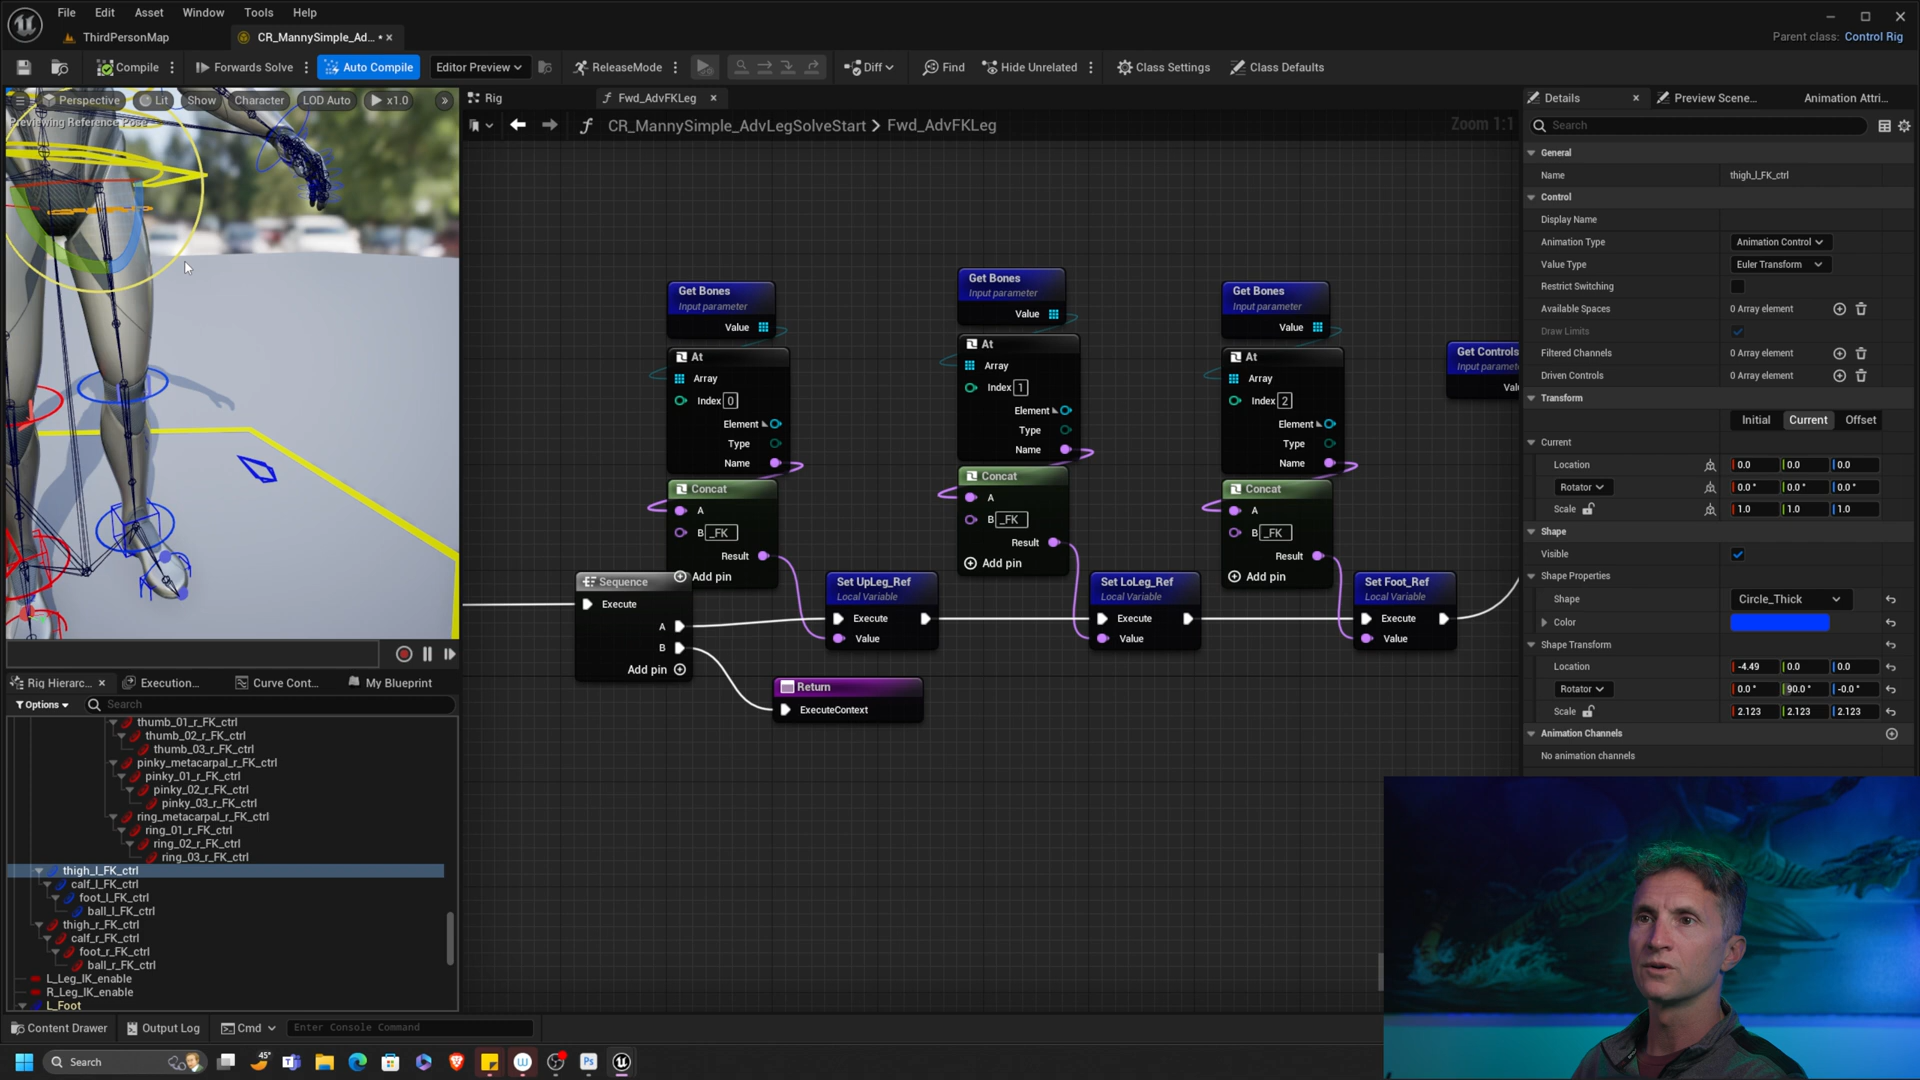 File Edit Asset Window Tools Help
ThirdPersonMap
CR_MannySimple_Ad... •
Parent class: Control Rig
Compile
Forwards Solve
Auto Compile
Editor Preview
ReleaseMode
Diff
Find
Hide Unrelated
Class Settings
Class Defaults
Perspective
Lit
Show
Character
LOD Auto
x1.0
Previewing Reference Pose
Rig
Fwd_AdvFKLeg
CR_MannySimple_AdvLegSolveStart > Fwd_AdvFKLeg
Zoom 1:1
Get Bones
Input parameter
Value
At
Array
Index 0
Element
Type
Name
Concat
A
B _FK
Result
Add pin
Get Bones
Input parameter
Value
At
Array
Index 1
Element
Type
Name
Concat
A
B _FK
Result
Add pin
Get Bones
Input parameter
Value
At
Array
Index 2
Element
Type
Name
Concat
A
B _FK
Result
Add pin
Get Controls
Input parameter
Sequence
Execute
A
B
Add pin
Set UpLeg_Ref
Local Variable
Execute
Value
Set LoLeg_Ref
Local Variable
Execute
Value
Set Foot_Ref
Local Variable
Execute
Value
Return
ExecuteContext
Details
Preview Scene...
Animation Attri...
Search
General
Name thigh_l_FK_ctrl
Control
Display Name
Animation Type Animation Control
Value Type Euler Transform
Restrict Switching
Available Spaces 0 Array element
Draw Limits
Filtered Channels 0 Array element
Driven Controls 0 Array element
Transform
Initial Current Offset
Current
Location 0.0 0.0 0.0
Rotator 0.0 ° 0.0 ° 0.0 °
Scale 1.0 1.0 1.0
Shape
Visible
Shape Properties
Shape Circle_Thick
Color
Shape Transform
Location -4.49 0.0 0.0
Rotator 0.0 ° 90.0 ° -0.0 °
Scale 2.123 2.123 2.123
Animation Channels
No animation channels
Rig Hierarc...
Execution...
Curve Cont...
My Blueprint
Options
Search
thumb_01_r_FK_ctrl
thumb_02_r_FK_ctrl
thumb_03_r_FK_ctrl
pinky_metacarpal_r_FK_ctrl
pinky_01_r_FK_ctrl
pinky_02_r_FK_ctrl
pinky_03_r_FK_ctrl
ring_metacarpal_r_FK_ctrl
ring_01_r_FK_ctrl
ring_02_r_FK_ctrl
ring_03_r_FK_ctrl
thigh_l_FK_ctrl
calf_l_FK_ctrl
foot_l_FK_ctrl
ball_l_FK_ctrl
thigh_r_FK_ctrl
calf_r_FK_ctrl
foot_r_FK_ctrl
ball_r_FK_ctrl
L_Leg_IK_enable
R_Leg_IK_enable
L_Foot
Content Drawer
Output Log
Cmd
Enter Console Command
Search
45°
Ps